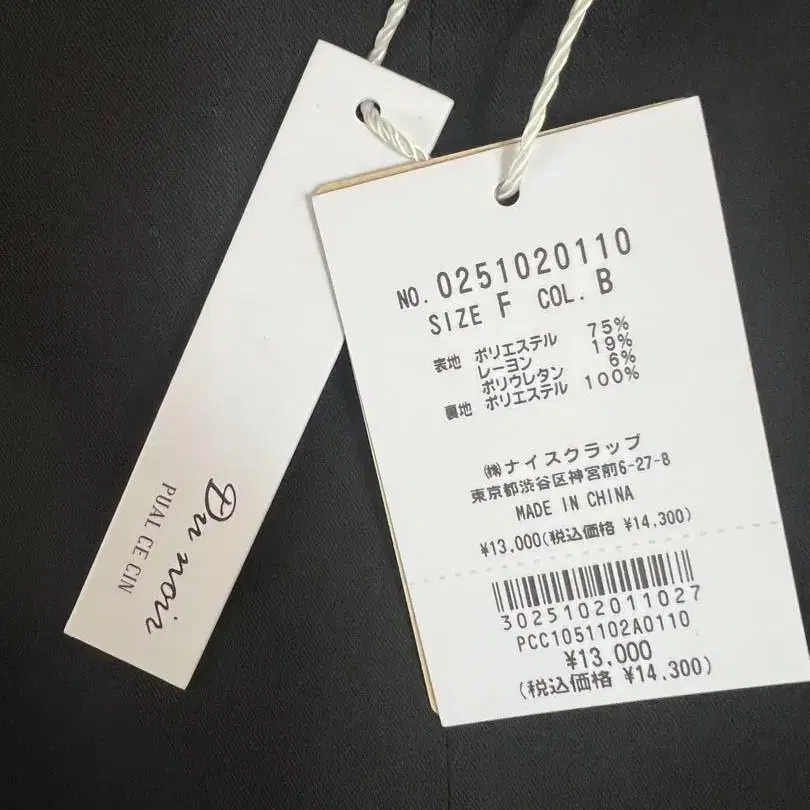 Du noir
PUAL CE CIN
NO. 0251020110
SIZE F COL. B
表地 ポリエステル 75%
レーヨン 19%
ポリウレタン 6%
裏地 ポリエステル 100%
㈱ナイスクラップ
東京都渋谷区神宮前6-27-8
MADE IN CHINA
¥13,000(税込価格 ¥14,300)
3025102011027
PCC1051102A0110
¥13,000
(税込価格 ¥14,300)